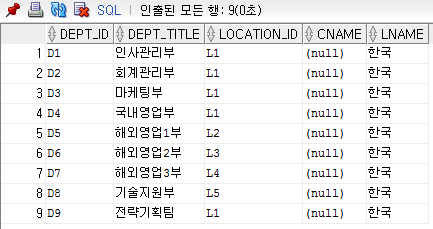 SQL | 인출된 모든 행: 9(0초)
DEPT_ID DEPT_TITLE LOCATION_ID CNAME LNAME
1 D1 인사관리부 L1 (null) 한국
2 D2 회계관리부 L1 (null) 한국
3 D3 마케팅부 L1 (null) 한국
4 D4 국내영업부 L1 (null) 한국
5 D5 해외영업1부 L2 (null) 한국
6 D6 해외영업2부 L3 (null) 한국
7 D7 해외영업3부 L4 (null) 한국
8 D8 기술지원부 L5 (null) 한국
9 D9 전략기획팀 L1 (null) 한국